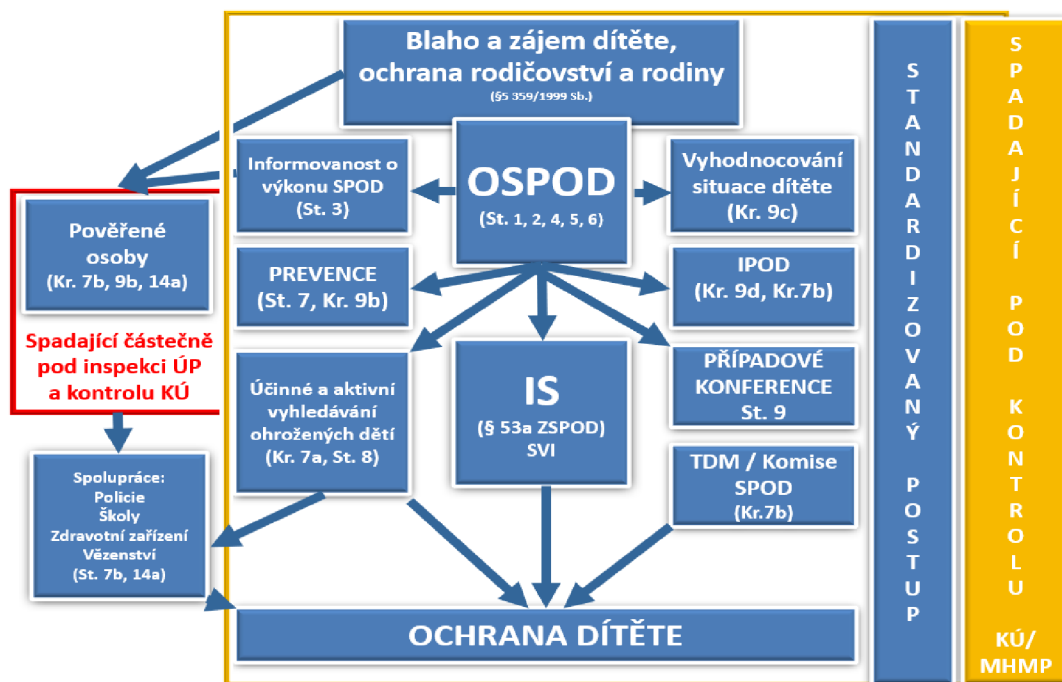 Blaho a zájem dítěte,
ochrana rodičovství a rodiny
(§5 359/1999 Sb.)
Informovanost o
výkonu SPOD
(St. 3)
OSPOD
(St. 1, 2, 4, 5, 6)
Vyhodnocování
situace dítěte
(Kr. 9c)
Pověřené
osoby
(Kr. 7b, 9b, 14a)
Spadající částečně
pod inspekci ÚP
a kontrolu KÚ
PREVENCE
(St. 7, Kr. 9b)
IPOD
(Kr. 9d, Kr.7b)
Účinné a aktivní
vyhledávání
ohrožených dětí
(Kr. 7a, St. 8)
IS
(§ 53a ZSPOD)
SVI
PŘÍPADOVÉ
KONFERENCE
St. 9
TDM / Komise
SPOD
(Kr.7b)
Spolupráce:
Policie
Školy
Zdravotní zařízení
Vězenství
(St. 7b, 14a)
OCHRANA DÍTĚTE
STANDARDIZOVANÝ POSTUP
SPADAJÍCÍ POD KONTROLU
KÚ/
MHMP